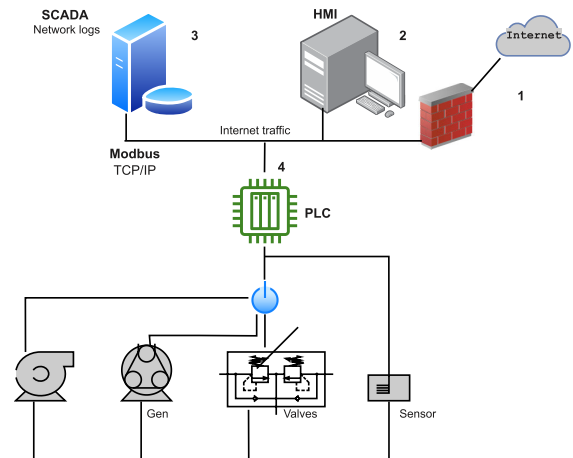 SCADA
Network logs
3
HMI
2
Internet
1
Internet traffic
Modbus
TCP/IP
4
PLC
Gen
Valves
Sensor